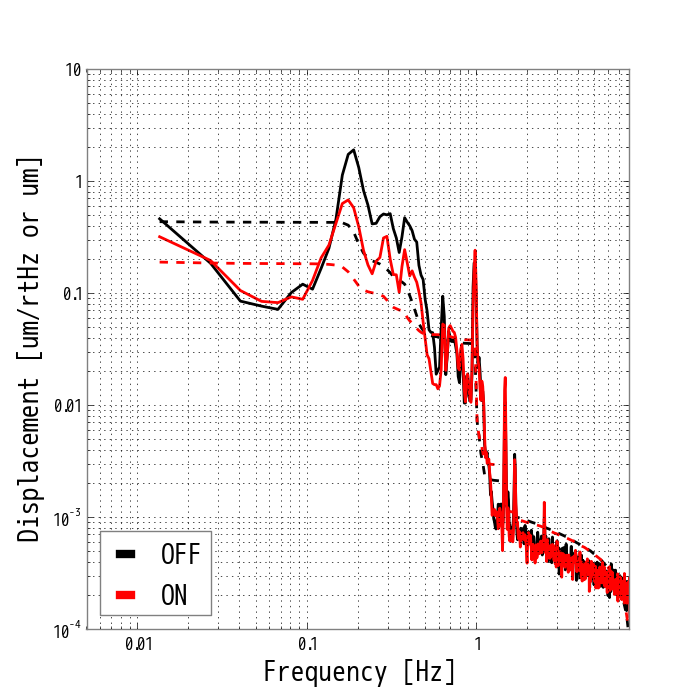 10
1
0.1
0.01
10⁻³
10⁻⁴
Displacement [um/rtHz or um]
OFF
ON
0.01
0.1
1
Frequency [Hz]